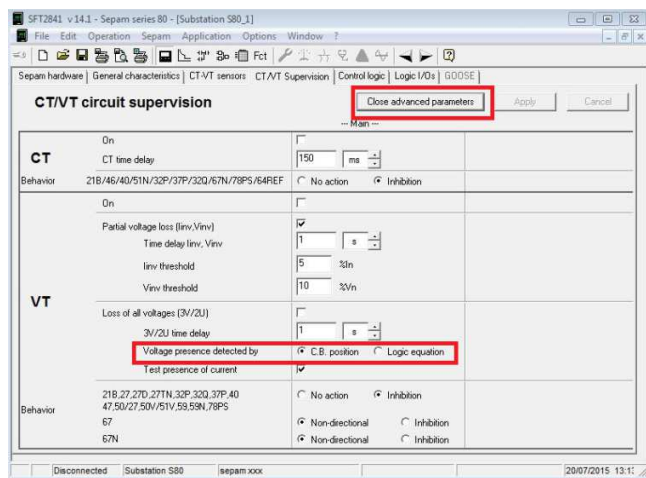 SFT2841 v 14.1 - Sepam series 80 - [Substation S80_1]
File Edit Operation Sepam Application Options Window ?
Fct
Sepam hardware General characteristics CT-VT sensors CT/VT Supervision Control logic Logic I/Os GOOSE
CT/VT circuit supervision Close advanced parameters Apply Cancel
--- Main ---
On
CT CT time delay 150 ms
Behavior 21B/46/40/51N/32P/37P/32Q/67N/78PS/64REF No action Inhibition
On
Partial voltage loss (Iinv,Vinv)
Time delay Iinv, Vinv 1 s
Iinv threshold 5 %In
Vinv threshold 10 %Vn
VT
Loss of all voltages (3V/2U)
3V/2U time delay 1 s
Voltage presence detected by C.B. position Logic equation
Test presence of current
21B,27,27D,27TN,32P,32Q,37P,40 No action Inhibition
Behavior 47,50/27,50V/51V,59,59N,78PS
67 Non-directional Inhibition
67N Non-directional Inhibition
Disconnected Substation S80 sepam xxx 20/07/2015 13:1